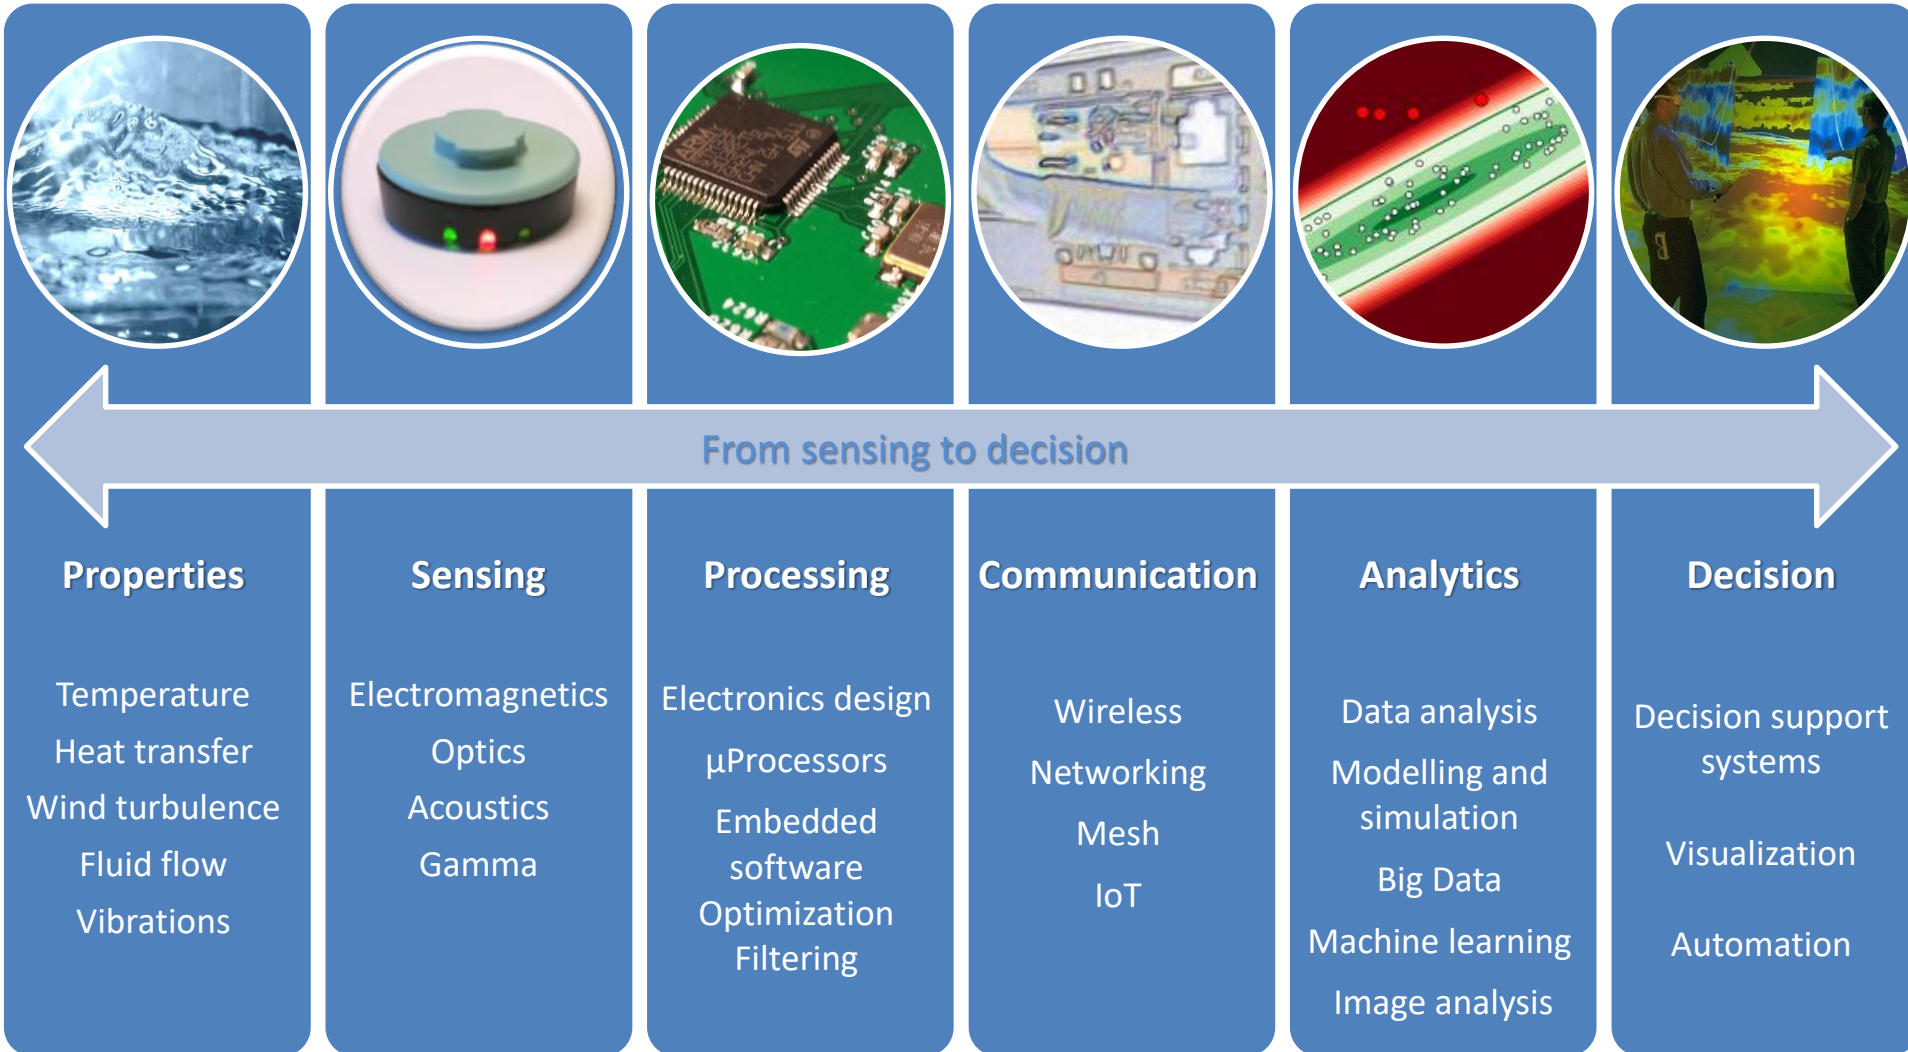 From sensing to decision
Properties
Temperature
Heat transfer
Wind turbulence
Fluid flow
Vibrations
Sensing
Electromagnetics
Optics
Acoustics
Gamma
Processing
Electronics design
µProcessors
Embedded
software
Optimization
Filtering
Communication
Wireless
Networking
Mesh
IoT
Analytics
Data analysis
Modelling and
simulation
Big Data
Machine learning
Image analysis
Decision
Decision support
systems
Visualization
Automation
R624